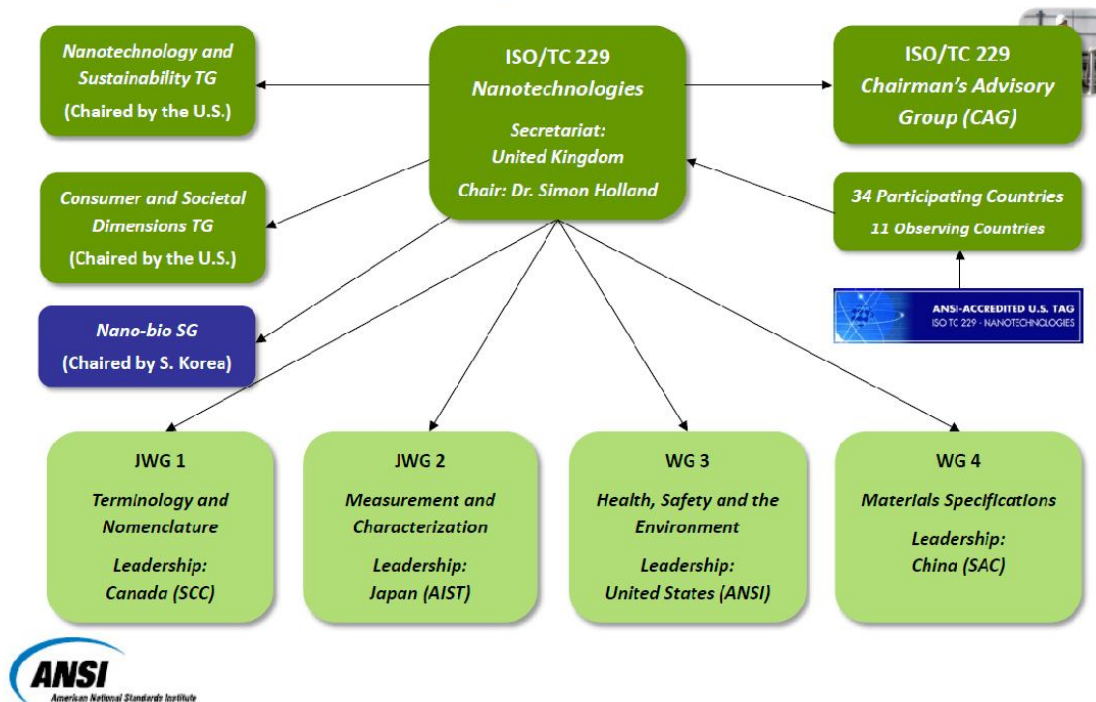 Nanotechnology and
Sustainability TG
(Chaired by the U.S.)
ISO/TC 229
Nanotechnologies
Secretariat:
United Kingdom
Chair: Dr. Simon Holland
ISO/TC 229
Chairman's Advisory
Group (CAG)
Consumer and Societal
Dimensions TG
(Chaired by the U.S.)
34 Participating Countries
11 Observing Countries
Nano-bio SG
(Chaired by S. Korea)
ANSI-ACCREDITED U.S. TAG
ISO TC 229 - NANOTECHNOLOGIES
JWG 1
Terminology and
Nomenclature
Leadership:
Canada (SCC)
JWG 2
Measurement and
Characterization
Leadership:
Japan (AIST)
WG 3
Health, Safety and the
Environment
Leadership:
United States (ANSI)
WG 4
Materials Specifications
Leadership:
China (SAC)
ANSI
American National Standards Institute